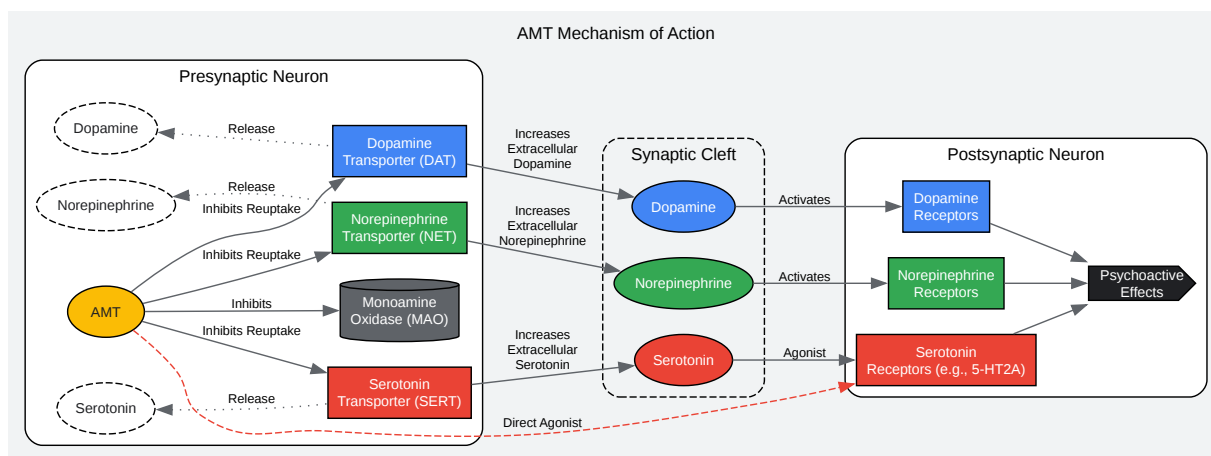 AMT Mechanism of Action
Presynaptic Neuron
Dopamine
Release
Dopamine
Transporter (DAT)
Norepinephrine
Release
Inhibits Reuptake
Norepinephrine
Transporter (NET)
Inhibits Reuptake
AMT
Inhibits
Monoamine
Oxidase (MAO)
Inhibits Reuptake
Serotonin
Transporter (SERT)
Serotonin
Release
Increases
Extracellular
Dopamine
Increases
Extracellular
Norepinephrine
Increases
Extracellular
Serotonin
Direct Agonist
Synaptic Cleft
Dopamine
Norepinephrine
Serotonin
Activates
Activates
Agonist
Postsynaptic Neuron
Dopamine
Receptors
Norepinephrine
Receptors
Serotonin
Receptors (e.g., 5-HT2A)
Psychoactive
Effects